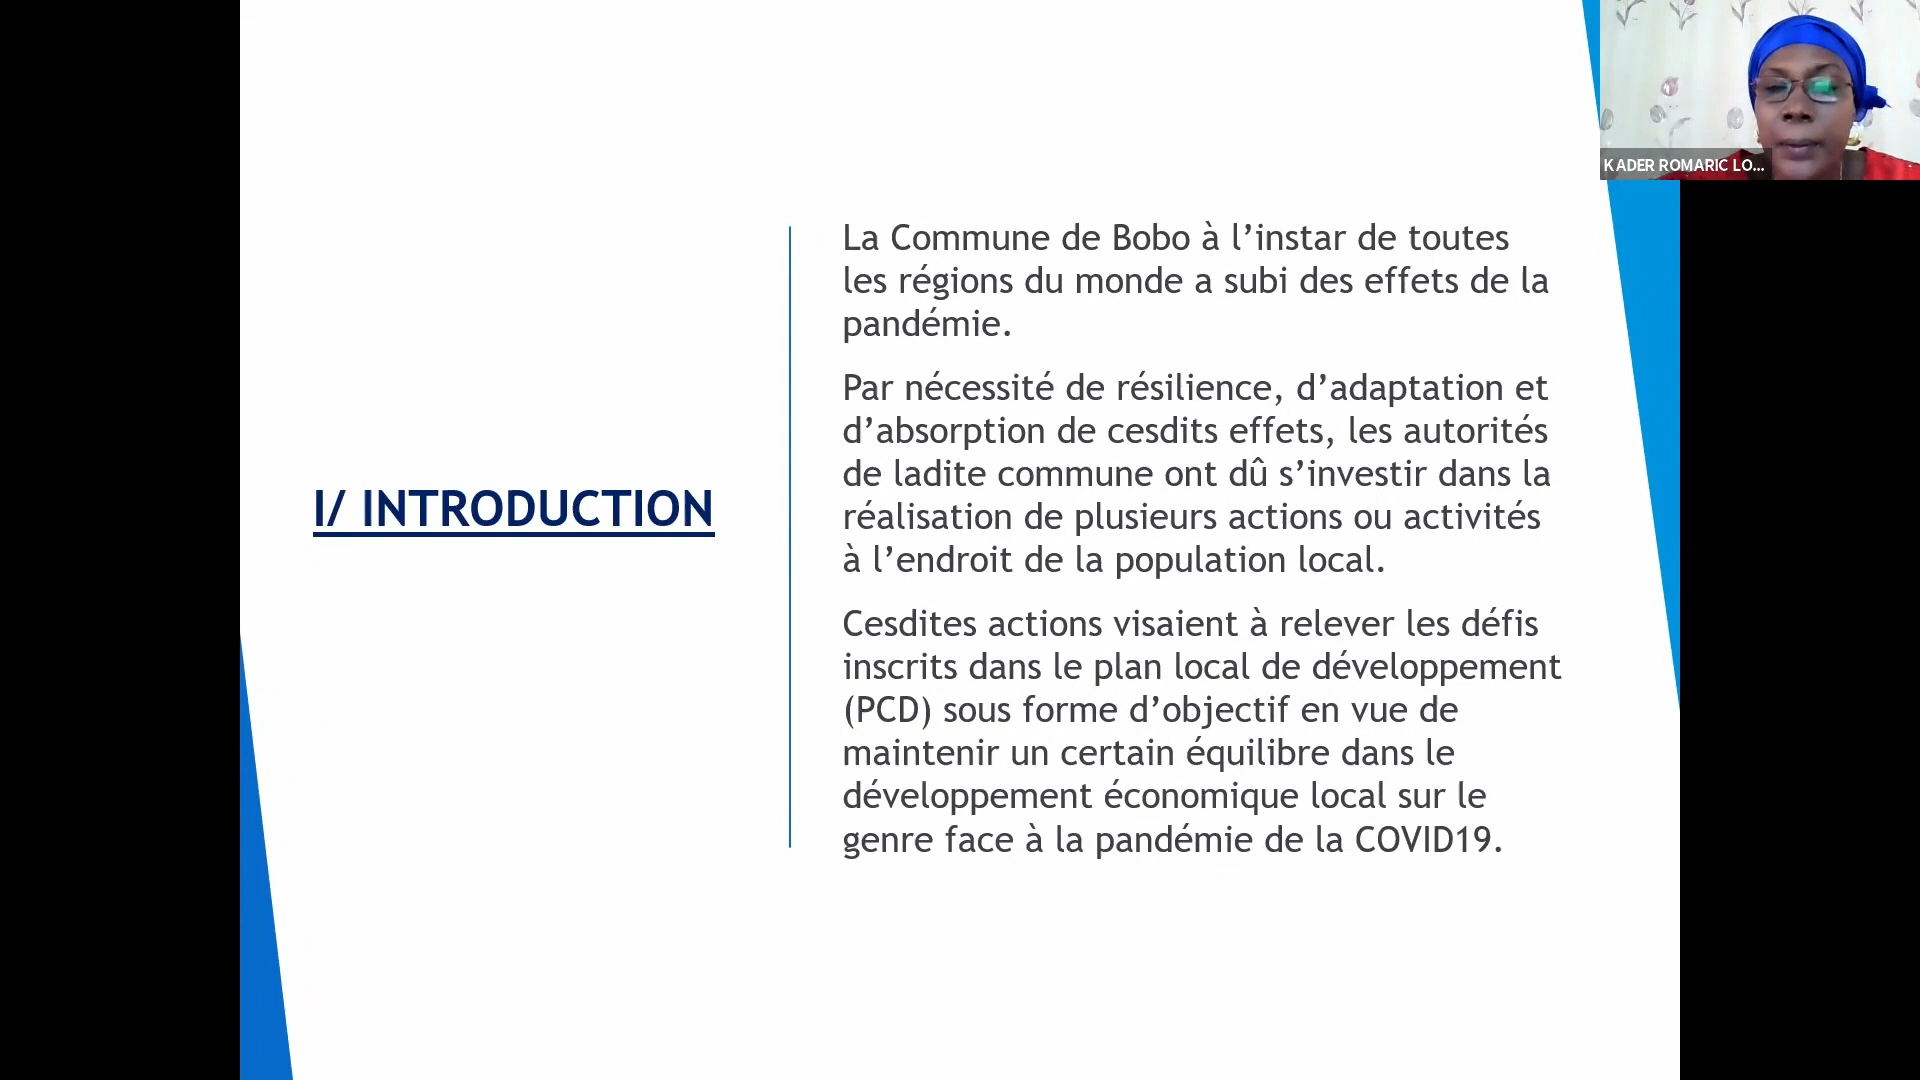 KADER ROMARIC LO...
I/ INTRODUCTION
La Commune de Bobo à l’instar de toutes
les régions du monde a subi des effets de la
pandémie.
Par nécessité de résilience, d’adaptation et
d’absorption de cesdits effets, les autorités
de ladite commune ont dû s’investir dans la
réalisation de plusieurs actions ou activités
à l’endroit de la population local.
Cesdites actions visaient à relever les défis
inscrits dans le plan local de développement
(PCD) sous forme d’objectif en vue de
maintenir un certain équilibre dans le
développement économique local sur le
genre face à la pandémie de la COVID19.